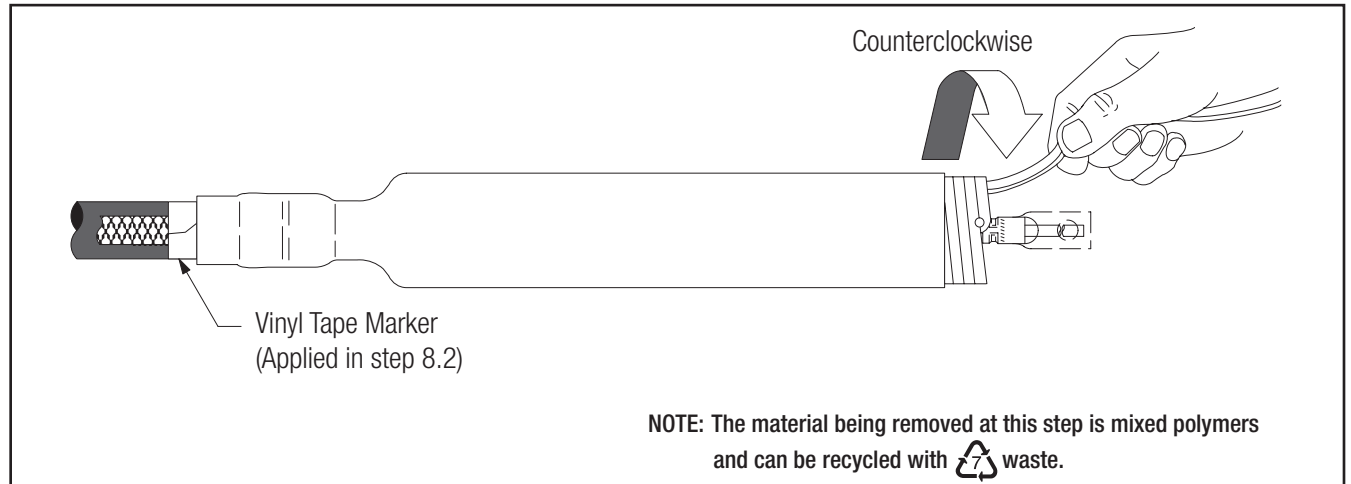 Counterclockwise
Vinyl Tape Marker
(Applied in step 8.2)
NOTE: The material being removed at this step is mixed polymers
and can be recycled with 7 waste.